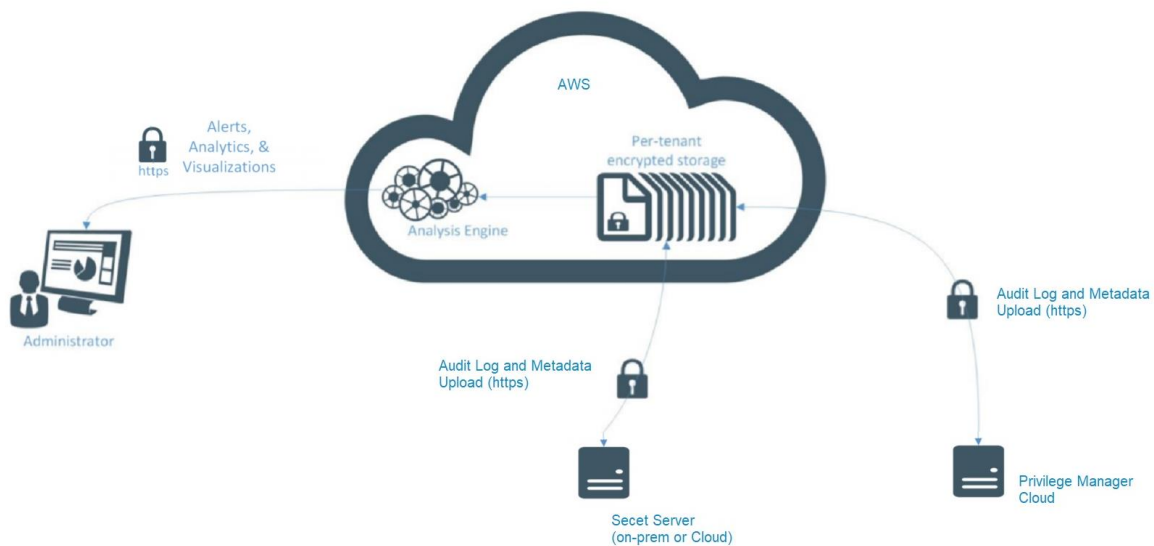 AWS
Alerts,
Analytics, &
Visualizations
https
Per-tenant
encrypted storage
Analysis Engine
Administrator
Audit Log and Metadata
Upload (https)
Audit Log and Metadata
Upload (https)
Secet Server
(on-prem or Cloud)
Privilege Manager
Cloud